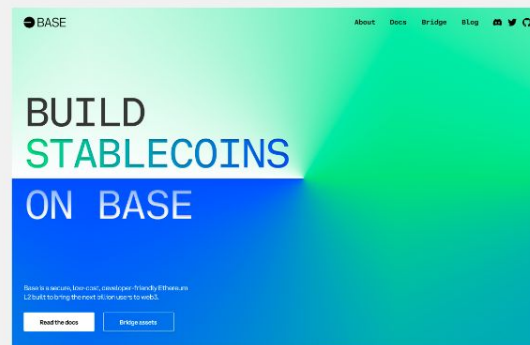 BASE
About Docs Bridge Blog
BUILD
STABLECOINS
ON BASE
Base is a secure, low-cost, developer-friendly Ethereum
L2 built to bring the next billion users to web3.
Read the docs
Bridge assets